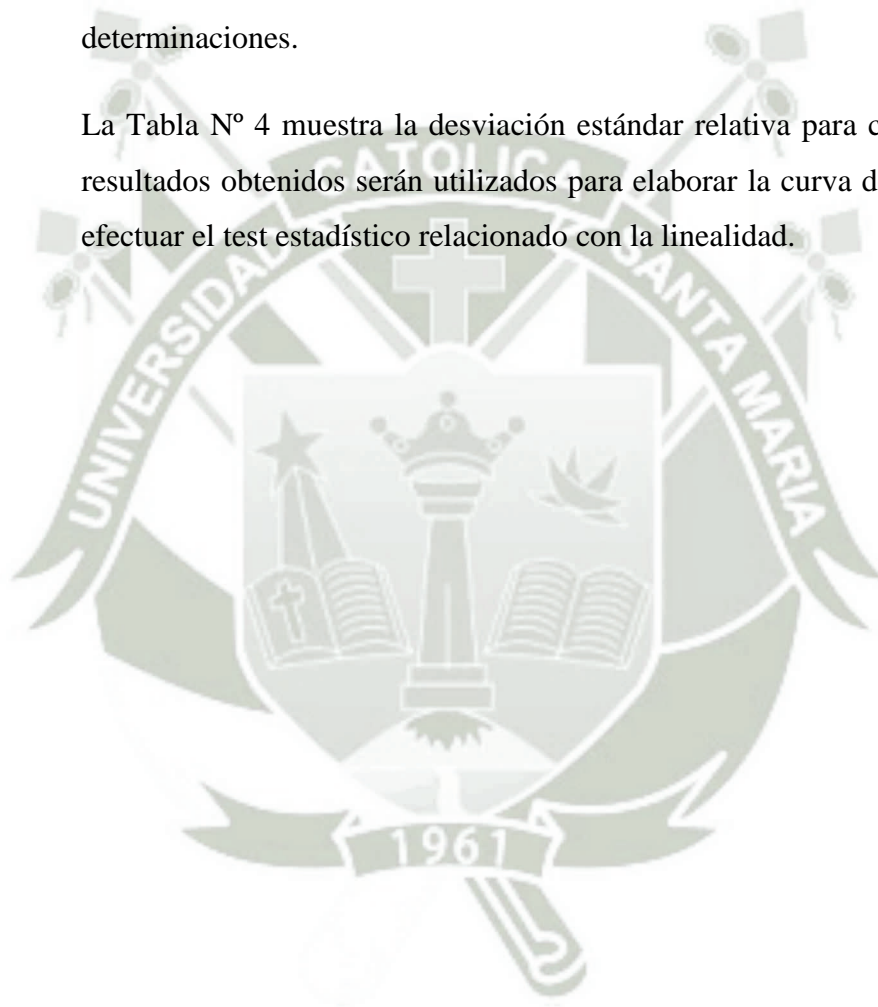 determinaciones.
La Tabla Nº 4 muestra la desviación estándar relativa para
resultados obtenidos serán utilizados para elaborar la curva
efectuar el test estadístico relacionado con la linealidad.
UNIVERSIDAD CATOLICA SANTA MARIA
1961